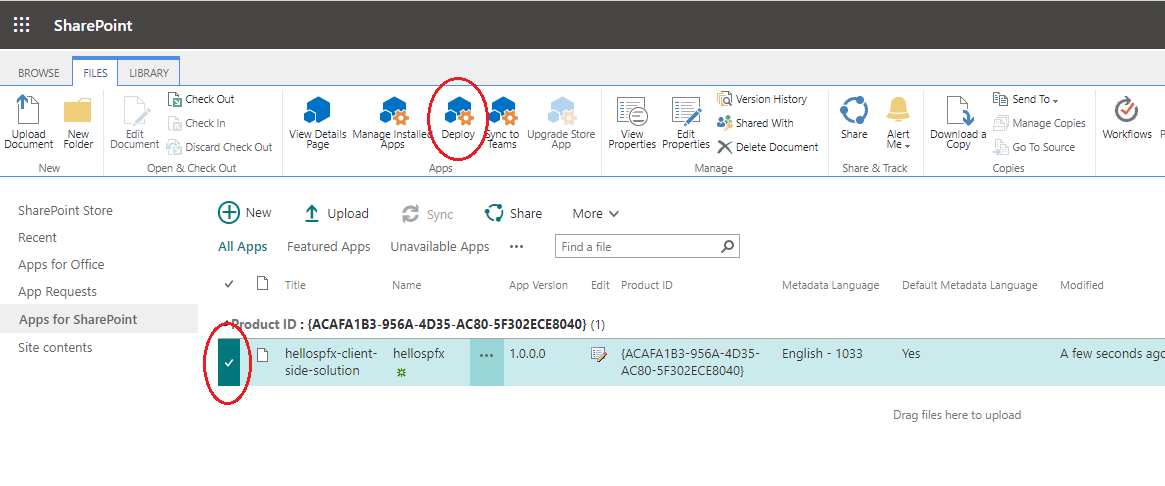 SharePoint
BROWSE
FILES
LIBRARY
Upload
Document
New
Folder
New
Edit
Document
Check Out
Check In
Discard Check Out
Open & Check Out
View Details
Page
Manage Installed
Apps
Deploy
Sync to
Teams
Upgrade Store
App
Apps
View
Properties
Edit
Properties
Version History
Shared With
Delete Document
Manage
Share
Alert
Me
Share & Track
Download a
Copy
Send To
Manage Copies
Go To Source
Copies
Workflows
SharePoint Store
Recent
Apps for Office
App Requests
Apps for SharePoint
Site contents
New
Upload
Sync
Share
More
All Apps
Featured Apps
Unavailable Apps
...
Find a file
Title
Name
App Version
Edit
Product ID
Metadata Language
Default Metadata Language
Modified
Product ID : {ACAFA1B3-956A-4D35-AC80-5F302ECE8040} (1)
hellospfx-client-
side-solution
hellospfx
...
1.0.0.0
{ACAFA1B3-956A-4D35-
AC80-5F302ECE8040}
English - 1033
Yes
A few seconds ago
Drag files here to upload